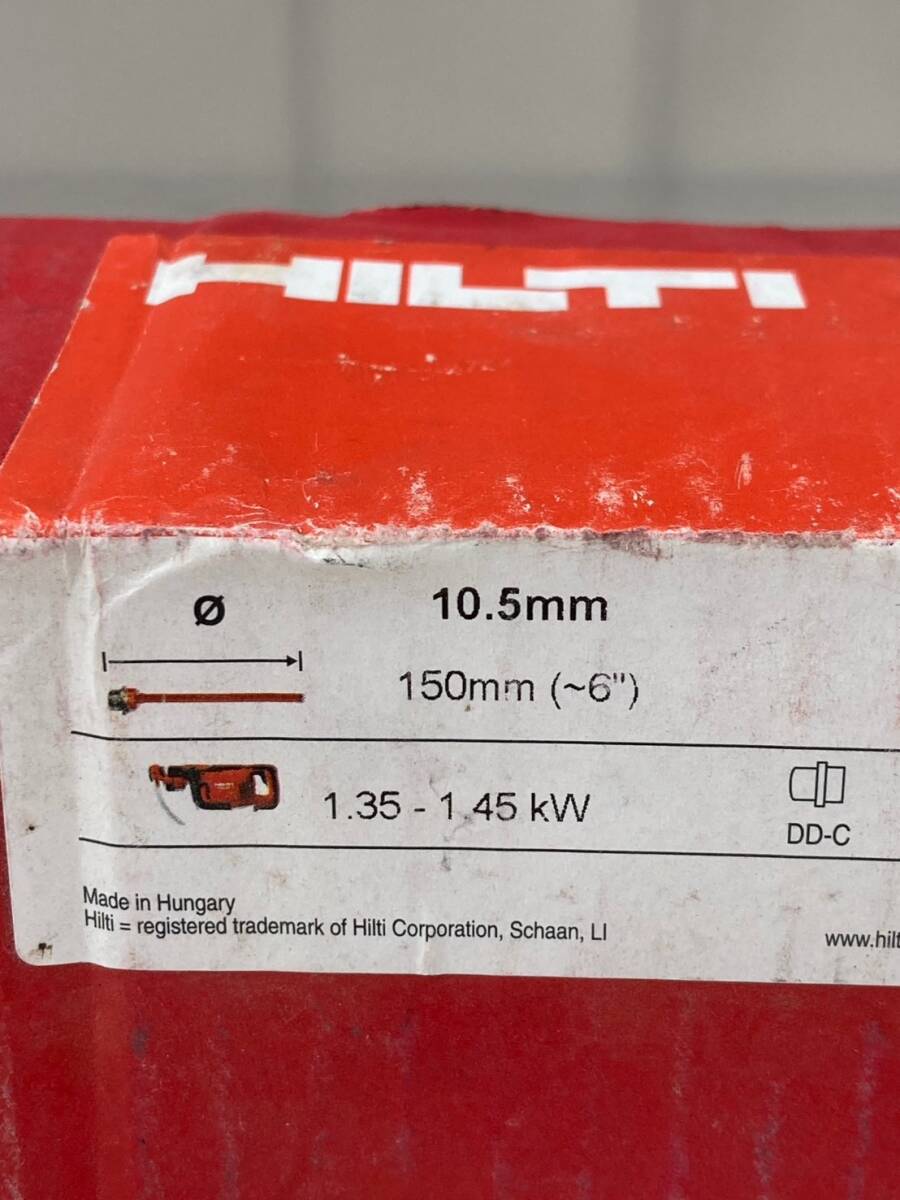 HILTI
Ø 10.5mm
150mm (~6")
1.35 - 1.45 kW
DD-C
Made in Hungary
Hilti = registered trademark of Hilti Corporation, Schaan, LI
www.hilt